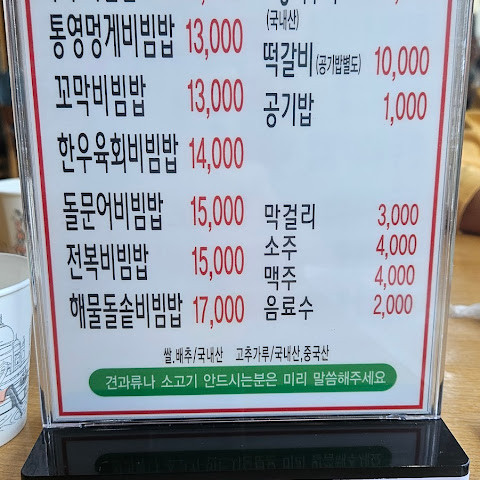 통영멍게비빔밥 13,000
꼬막비빔밥 13,000
한우육회비빔밥 14,000
돌문어비빔밥 15,000
전복비빔밥 15,000
해물돌솥비빔밥 17,000
(국내산)
떡갈비(공기밥별도) 10,000
공기밥 1,000
막걸리 3,000
소주 4,000
맥주 4,000
음료수 2,000
쌀.배추/국내산 고추가루/국내산,중국산
견과류나 소고기 안드시는분은 미리 말씀해주세요